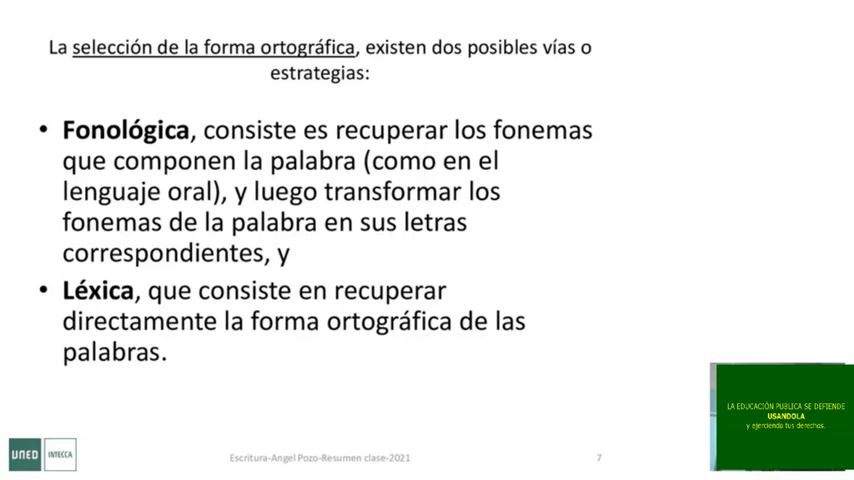 La selección de la forma ortográfica, existen dos posibles vías o
estrategias:
• Fonológica, consiste es recuperar los fonemas
que componen la palabra (como en el
lenguaje oral), y luego transformar los
fonemas de la palabra en sus letras
correspondientes, y
• Léxica, que consiste en recuperar
directamente la forma ortográfica de las
palabras.
LA EDUCACIÓN PUBLICA SE DEFIENDE
USANDOLA
y ejerciendo tus derechos.
UNED INTECCA
Escritura-Angel Pozo-Resumen clase-2021
7